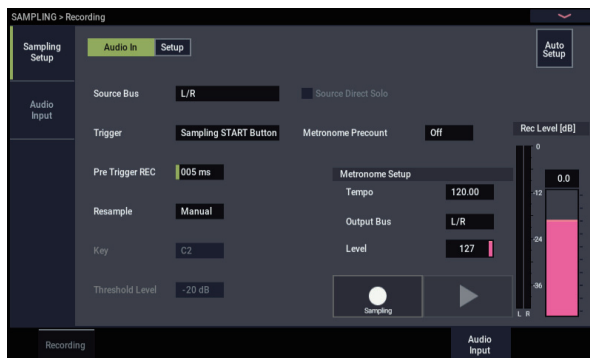 SAMPLING > Recording
Sampling Setup
Audio In Setup
Auto Setup
Audio Input
Source Bus L/R Source Direct Solo
Trigger Sampling START Button Metronome Precount Off Rec Level [dB]
0
Pre Trigger REC 005 ms Metronome Setup 0.0
Tempo 120.00 -12
Resample Manual Output Bus L/R
Key C2 Level 127 -24
Threshold Level -20 dB -36
Sampling L R
Recording Audio Input